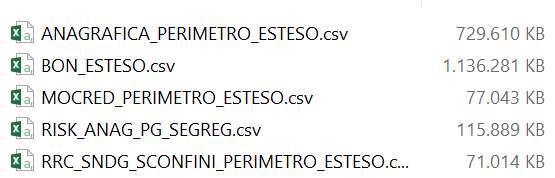 ANAGRAFICA_PERIMETRO_ESTESO.csv 729.610 KB
BON_ESTESO.csv 1.136.281 KB
MOCRED_PERIMETRO_ESTESO.csv 77.043 KB
RISK_ANAG_PG_SEGREG.csv 115.889 KB
RRC_SNDG_SCONFINI_PERIMETRO_ESTESO.c... 71.014 KB